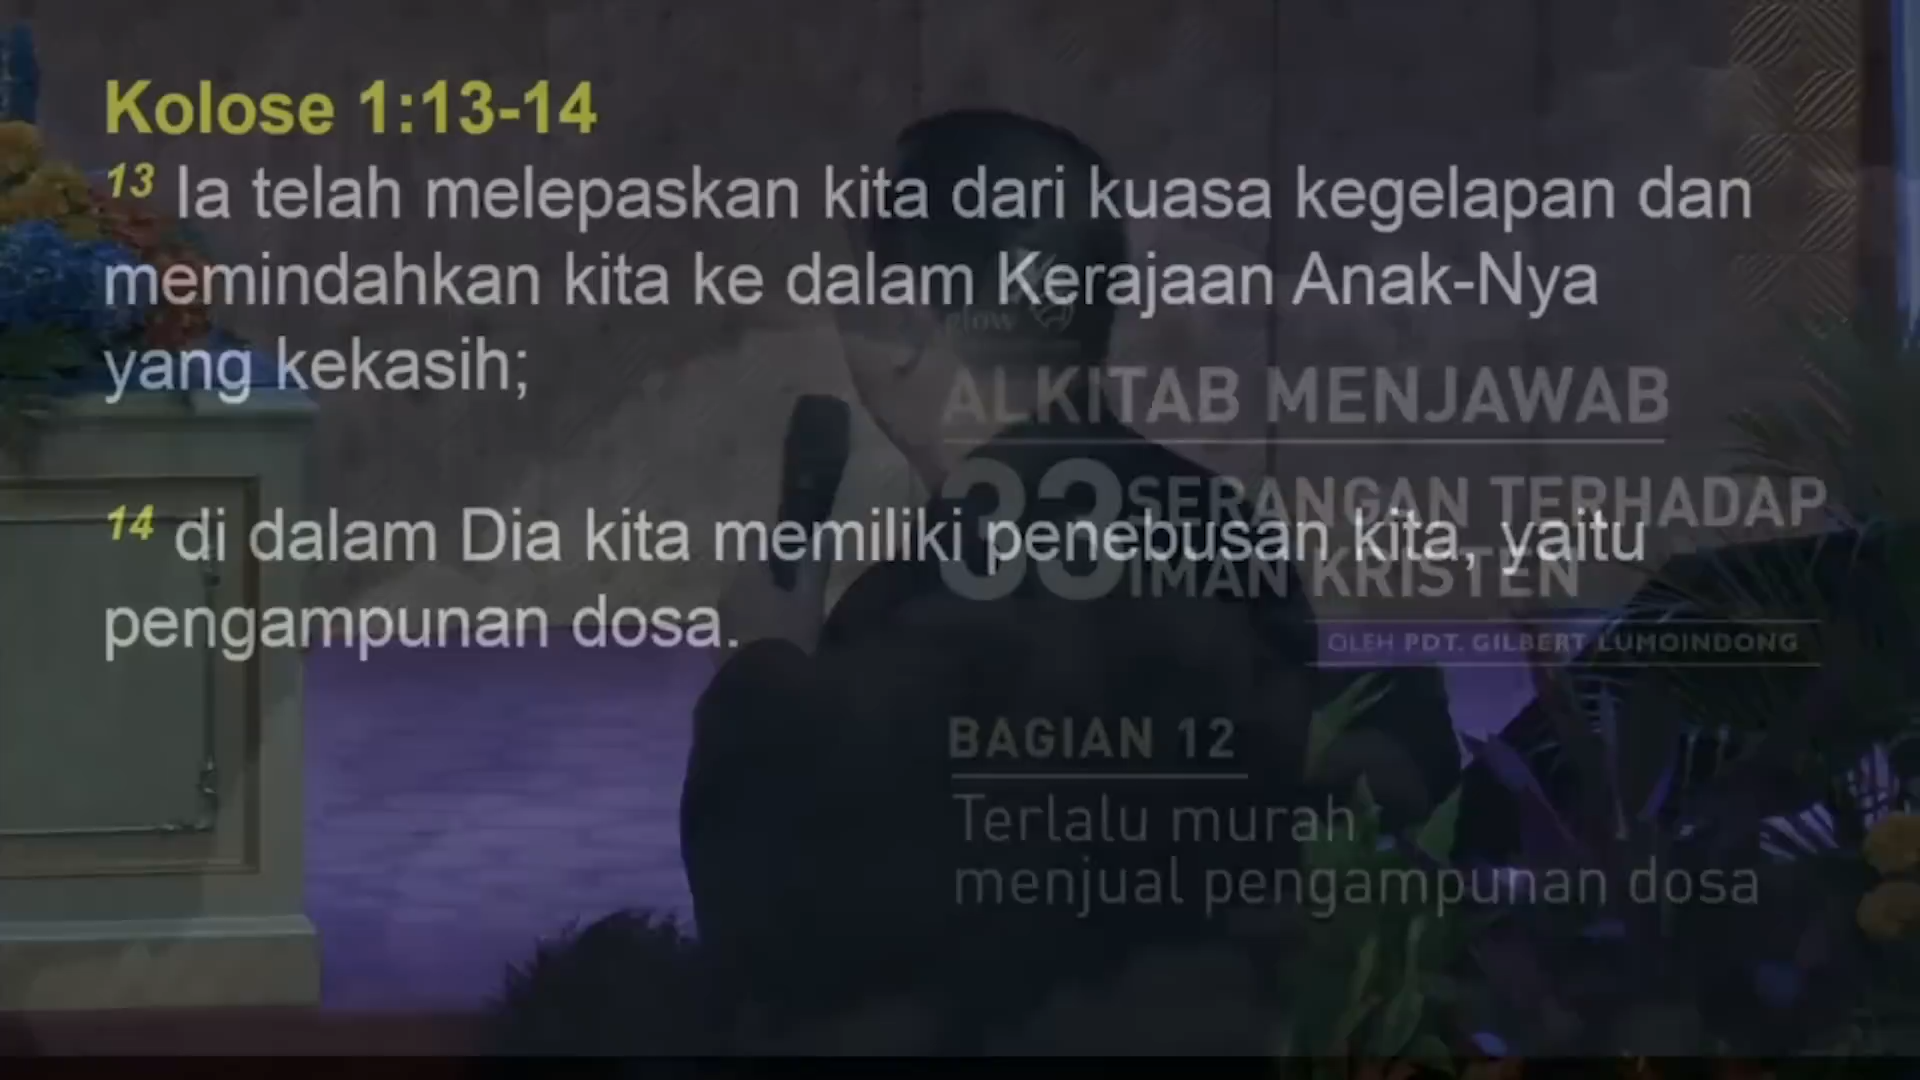 Kolose 1:13-14
13 Ia telah melepaskan kita dari kuasa kegelapan dan
memindahkan kita ke dalam Kerajaan Anak-Nya
yang kekasih;
14 di dalam Dia kita memiliki penebusan kita, yaitu
pengampunan dosa.
glow
ALKITAB MENJAWAB
33 SERANGAN TERHADAP
IMAN KRISTEN
OLEH PDT. GILBERT LUMOINDONG
BAGIAN 12
Terlalu murah
menjual pengampunan dosa